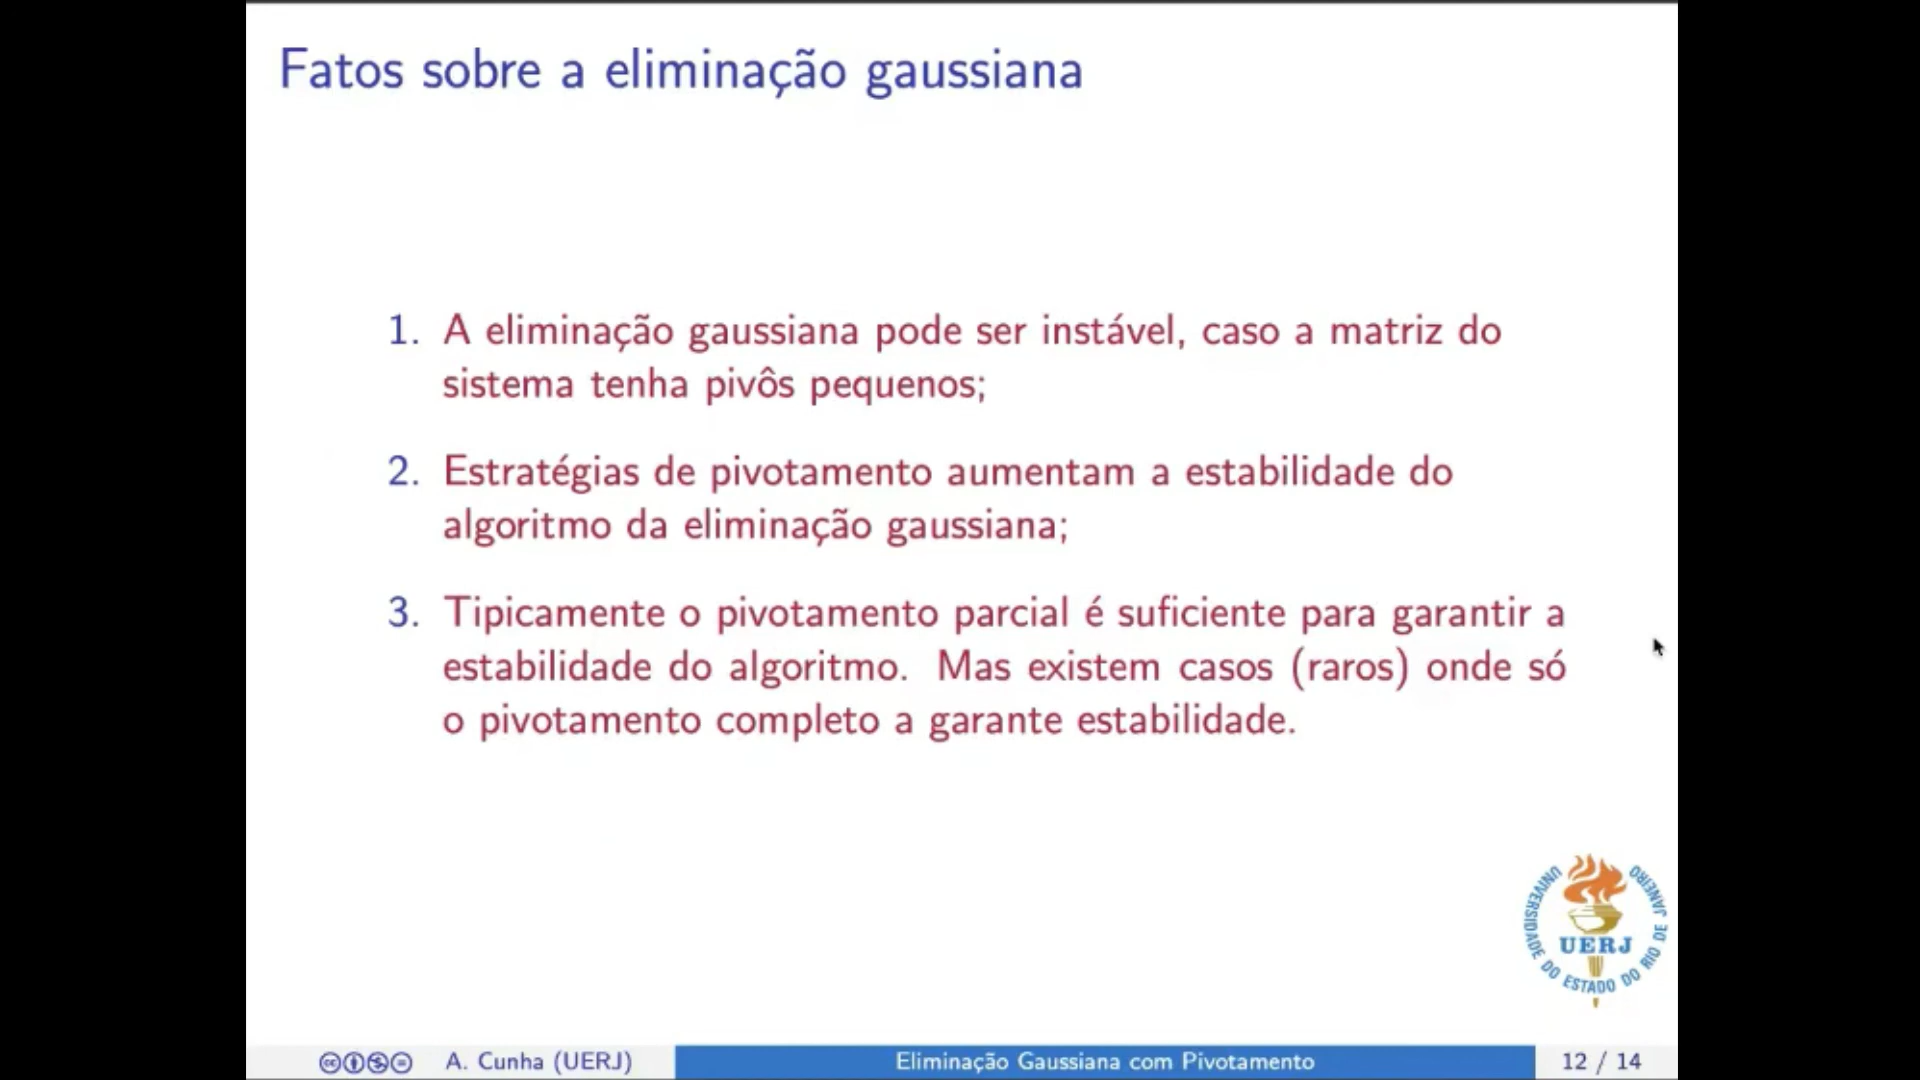 Fatos sobre a eliminação gaussiana
1. A eliminação gaussiana pode ser instável, caso a matriz do
sistema tenha pivôs pequenos;
2. Estratégias de pivotamento aumentam a estabilidade do
algoritmo da eliminação gaussiana;
3. Tipicamente o pivotamento parcial é suficiente para garantir a
estabilidade do algoritmo. Mas existem casos (raros) onde só
o pivotamento completo a garante estabilidade.
UNIVERSIDADE DO ESTADO DO RIO DE JANEIRO
UERJ
A. Cunha (UERJ)
Eliminação Gaussiana com Pivotamento
12 / 14